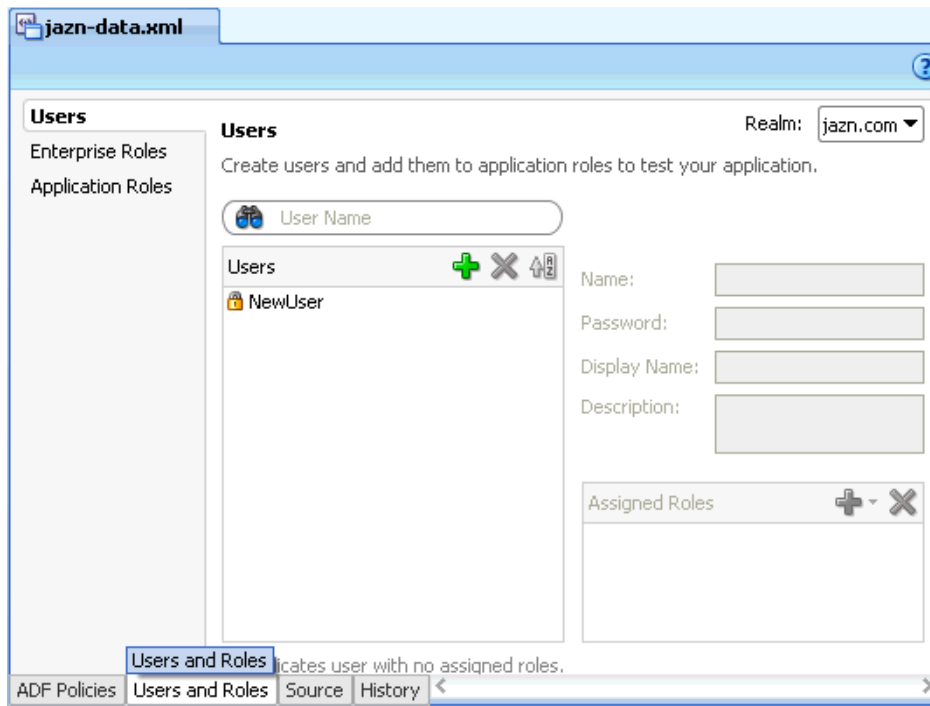 jazn-data.xml
?
Users
Enterprise Roles
Application Roles
Users
Realm: jazn.com
Create users and add them to application roles to test your application.
User Name
Users
NewUser
Name:
Password:
Display Name:
Description:
Assigned Roles
Users and Roles
user with no assigned roles.
ADF Policies Users and Roles Source History